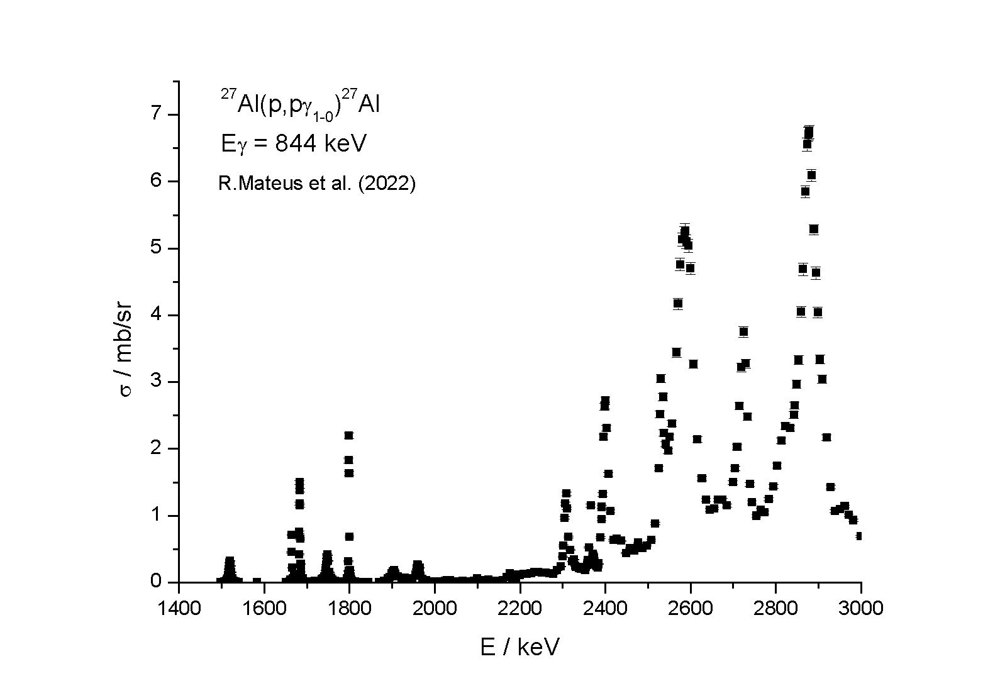 ²⁷Al(p,pγ₁₋₀)²⁷Al
Eγ = 844 keV
R.Mateus et al. (2022)
σ / mb/sr
7
6
5
4
3
2
1
0
1400 1600 1800 2000 2200 2400 2600 2800 3000
E / keV